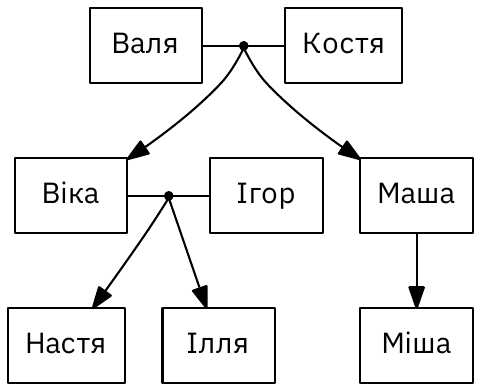 Валя
Костя
Віка
Ігор
Маша
Настя
Ілля
Міша